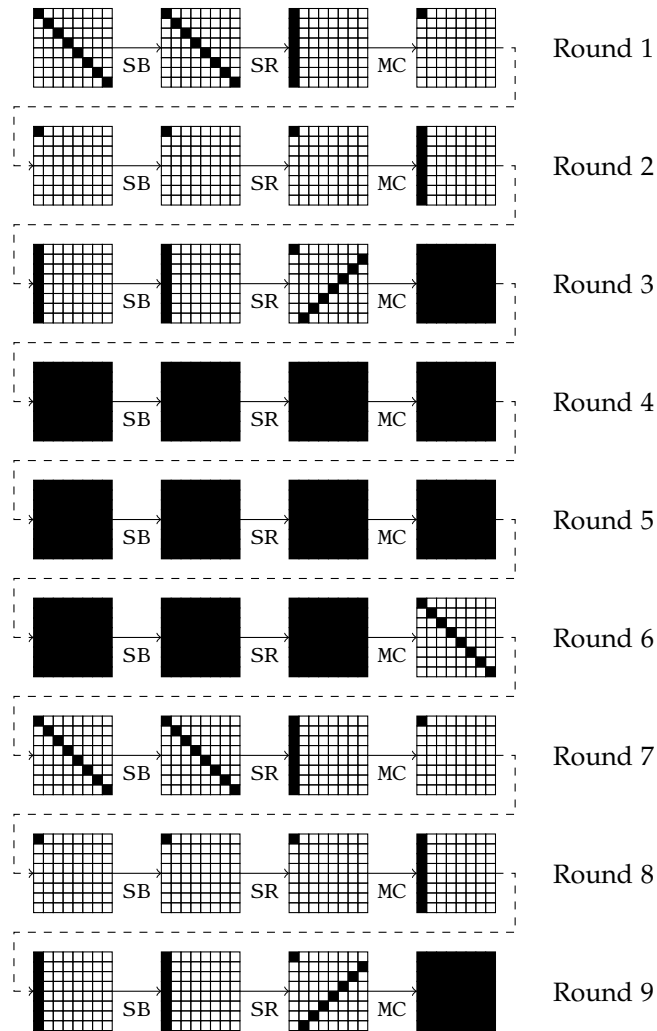 SB SR MC Round 1
SB SR MC Round 2
SB SR MC Round 3
SB SR MC Round 4
SB SR MC Round 5
SB SR MC Round 6
SB SR MC Round 7
SB SR MC Round 8
SB SR MC Round 9